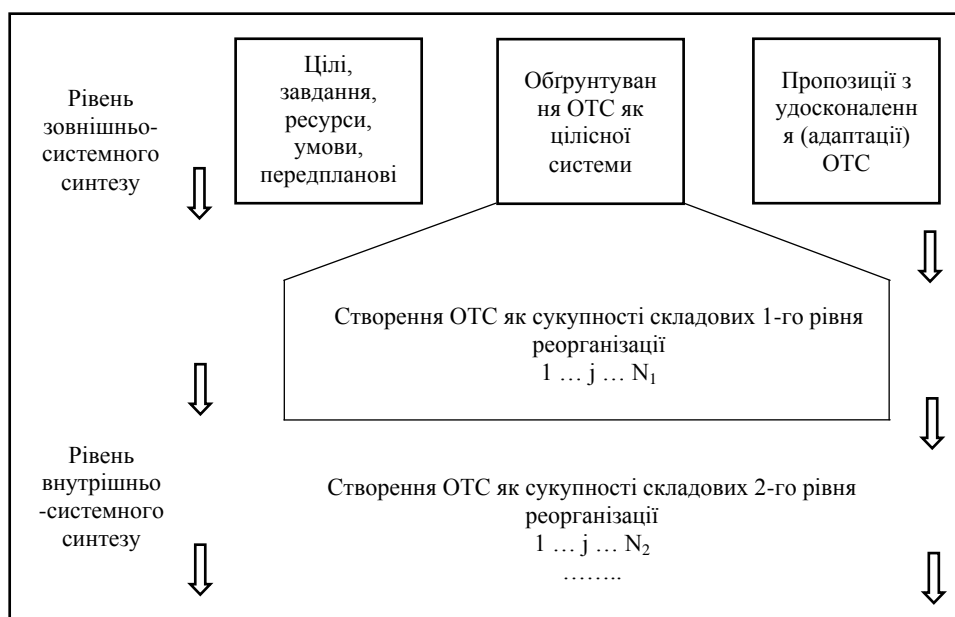 Рівень
зовнішньо-
системного
синтезу
Цілі,
завдання,
ресурси,
умови,
передпланові
Обґрунтуван
ня ОТС як
цілісної
системи
Пропозиції з
удосконаленн
я (адаптації)
ОТС
Створення ОТС як сукупності складових 1-го рівня
реорганізації
1 … j … N₁
Рівень
внутрішньо
-системного
синтезу
Створення ОТС як сукупності складових 2-го рівня
реорганізації
1 … j … N₂
……..